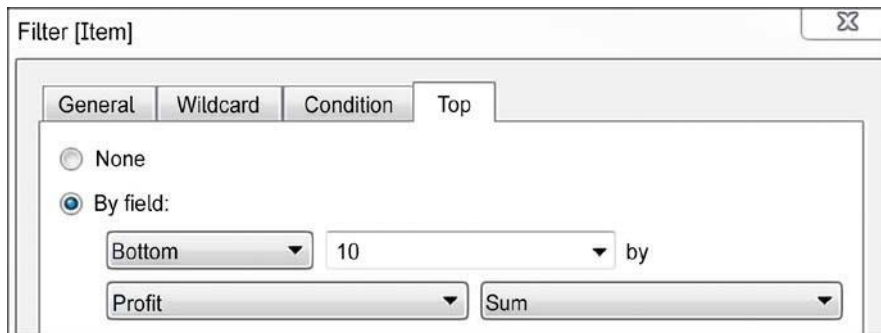 Filter [Item]
General Wildcard Condition Top
None
By field:
Bottom 10 by
Profit Sum